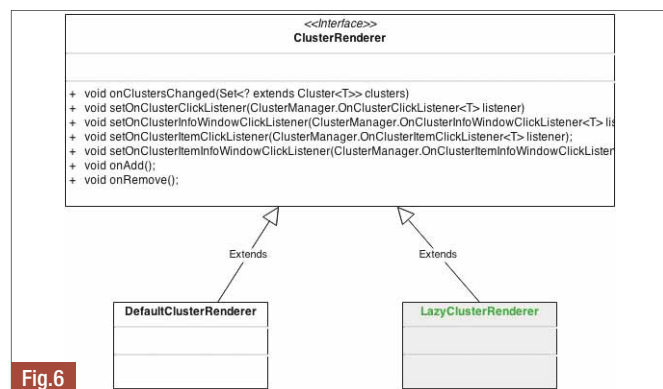 <<Interface>>
ClusterRenderer
+ void onClustersChanged(Set<? extends Cluster<T>> clusters)
+ void setOnClusterClickListener(ClusterManager.OnClusterClickListener<T> listener)
+ void setOnClusterInfoWindowClickListener(ClusterManager.OnClusterInfoWindowClickListener<T> lis
+ void setOnClusterItemClickListener(ClusterManager.OnClusterItemClickListener<T> listener);
+ void setOnClusterItemInfoWindowClickListener(ClusterManager.OnClusterItemInfoWindowClickListen
+ void onAdd();
+ void onRemove();
Extends
Extends
DefaultClusterRenderer
LazyClusterRenderer
Fig.6